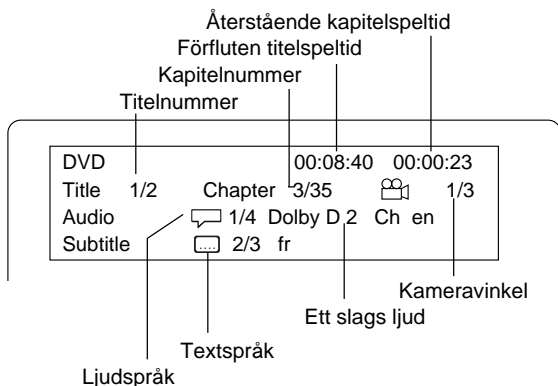 Återstående kapitelspeltid
Förfluten titelspeltid
Kapitelnummer
Titelnummer
DVD 00:08:40 00:00:23
Title 1/2 Chapter 3/35 1/3
Audio 1/4 Dolby D 2 Ch en
Subtitle 2/3 fr
Kameravinkel
Ett slags ljud
Textspråk
Ljudspråk